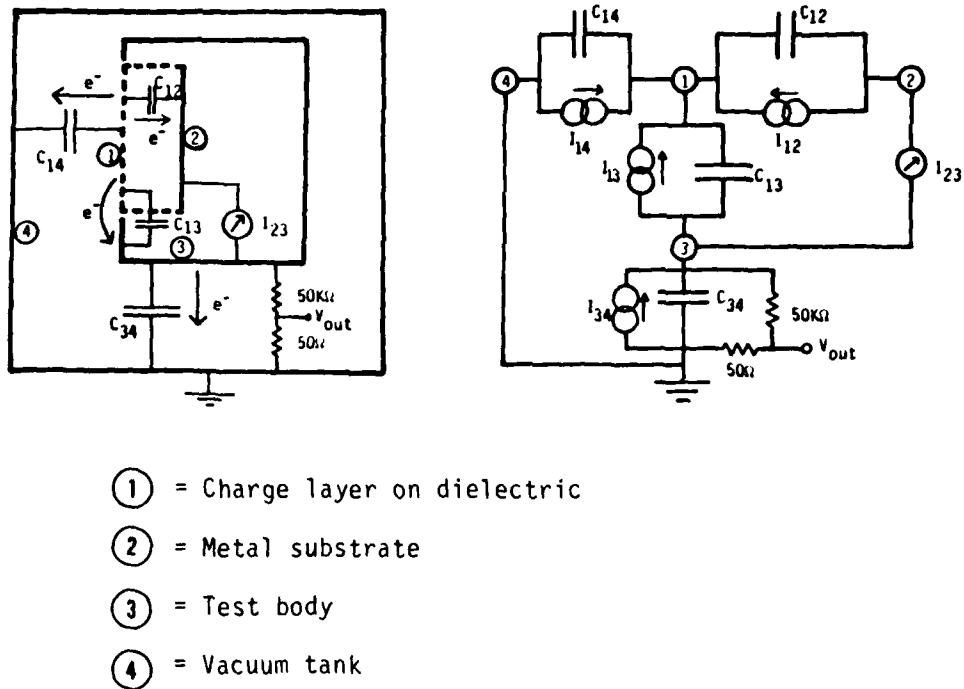 C12
e-
e-
C14
1
2
e-
C13
I23
4
3
C34
e-
50KΩ
Vout
50Ω
C14
C12
4
1
2
I14
I12
I13
C13
I23
3
I34
C34
50KΩ
50Ω
Vout
1 = Charge layer on dielectric
2 = Metal substrate
3 = Test body
4 = Vacuum tank